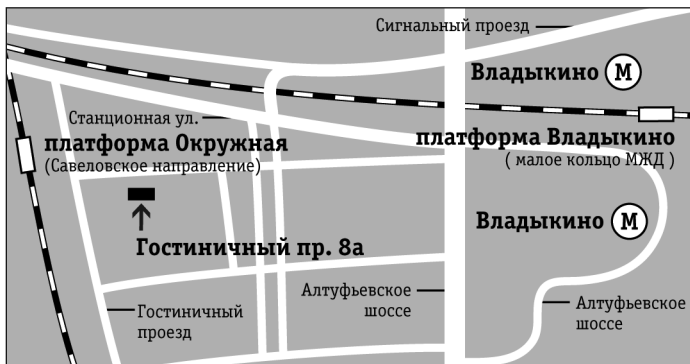 Сигнальный проезд
Владыкино М
Станционная ул.
платформа Окружная
(Савеловское направление)
платформа Владыкино
( малое кольцо МЖД )
Владыкино М
Гостиничный пр. 8а
Гостиничный
проезд
Алтуфьевское
шоссе
Алтуфьевское
шоссе